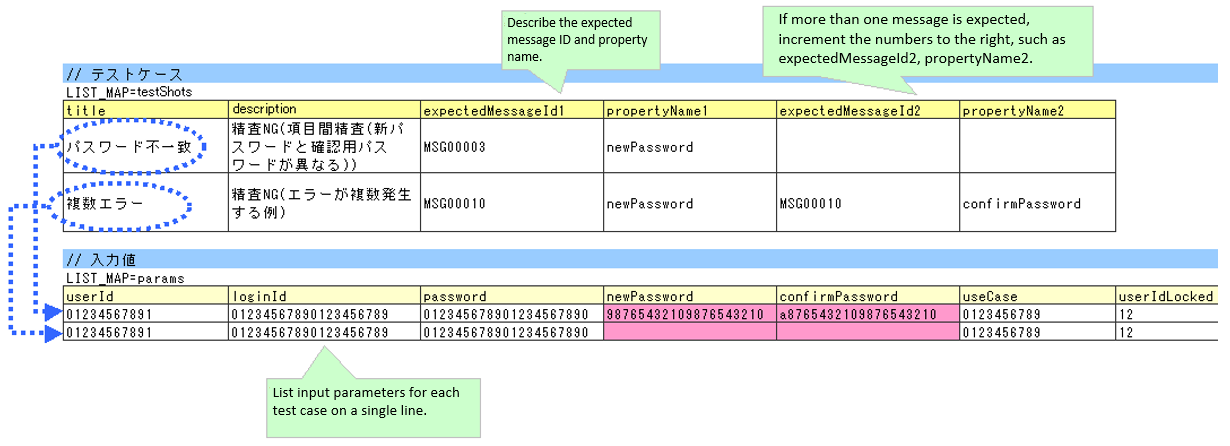 Describe the expected
message ID and property
name.
If more than one message is expected,
increment the numbers to the right, such as
expectedMessageId2, propertyName2.
// テストケース
LIST_MAP=testShots
title description expectedMessageId1 propertyName1 expectedMessageId2 propertyName2
パスワード不一致 精査NG(項目間精査(新パ
スワードと確認用パス
ワードが異なる)) MSG00003 newPassword
複数エラー 精査NG(エラーが複数発生
する例) MSG00010 newPassword MSG00010 confirmPassword
// 入力値
LIST_MAP=params
userId loginId password newPassword confirmPassword useCase userIdLocked
01234567891 01234567890123456789 012345678901234567890 98765432109876543210 a8765432109876543210 0123456789 12
01234567891 01234567890123456789 012345678901234567890 0123456789 12
List input parameters for each
test case on a single line.